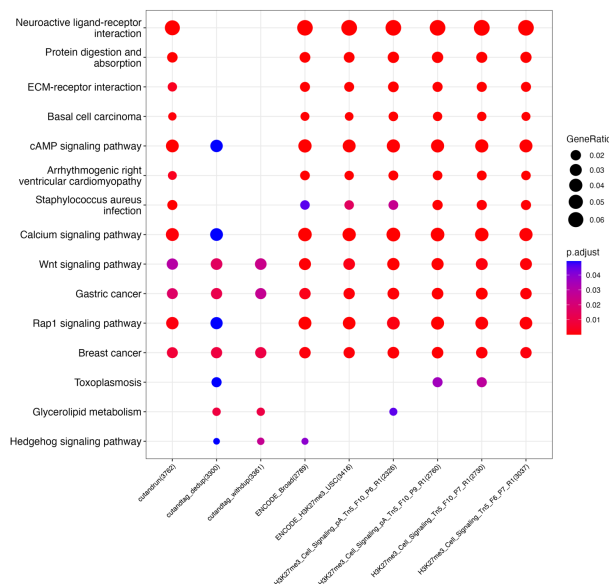 Neuroactive ligand-receptor
interaction
Protein digestion and
absorption
ECM-receptor interaction
Basal cell carcinoma
cAMP signaling pathway
Arrhythmogenic right
ventricular cardiomyopathy
Staphylococcus aureus
infection
Calcium signaling pathway
Wnt signaling pathway
Gastric cancer
Rap1 signaling pathway
Breast cancer
Toxoplasmosis
Glycerolipid metabolism
Hedgehog signaling pathway
cutandrun(3762)
cutandtag_dedup(3300)
cutandtag_withdup(3361)
ENCODE_Broad(2789)
ENCODE_H3K27me3_USC(3416)
H3K27me3_Cell_Signaling_pA_Tn5_F10_P6_R1(2326)
H3K27me3_Cell_Signaling_pA_Tn5_F10_P9_R1(2760)
H3K27me3_Cell_Signaling_Tn5_F10_P7_R1(2730)
H3K27me3_Cell_Signaling_Tn5_F6_P7_R1(3037)
GeneRatio
0.02
0.03
0.04
0.05
0.06
p.adjust
0.04
0.03
0.02
0.01